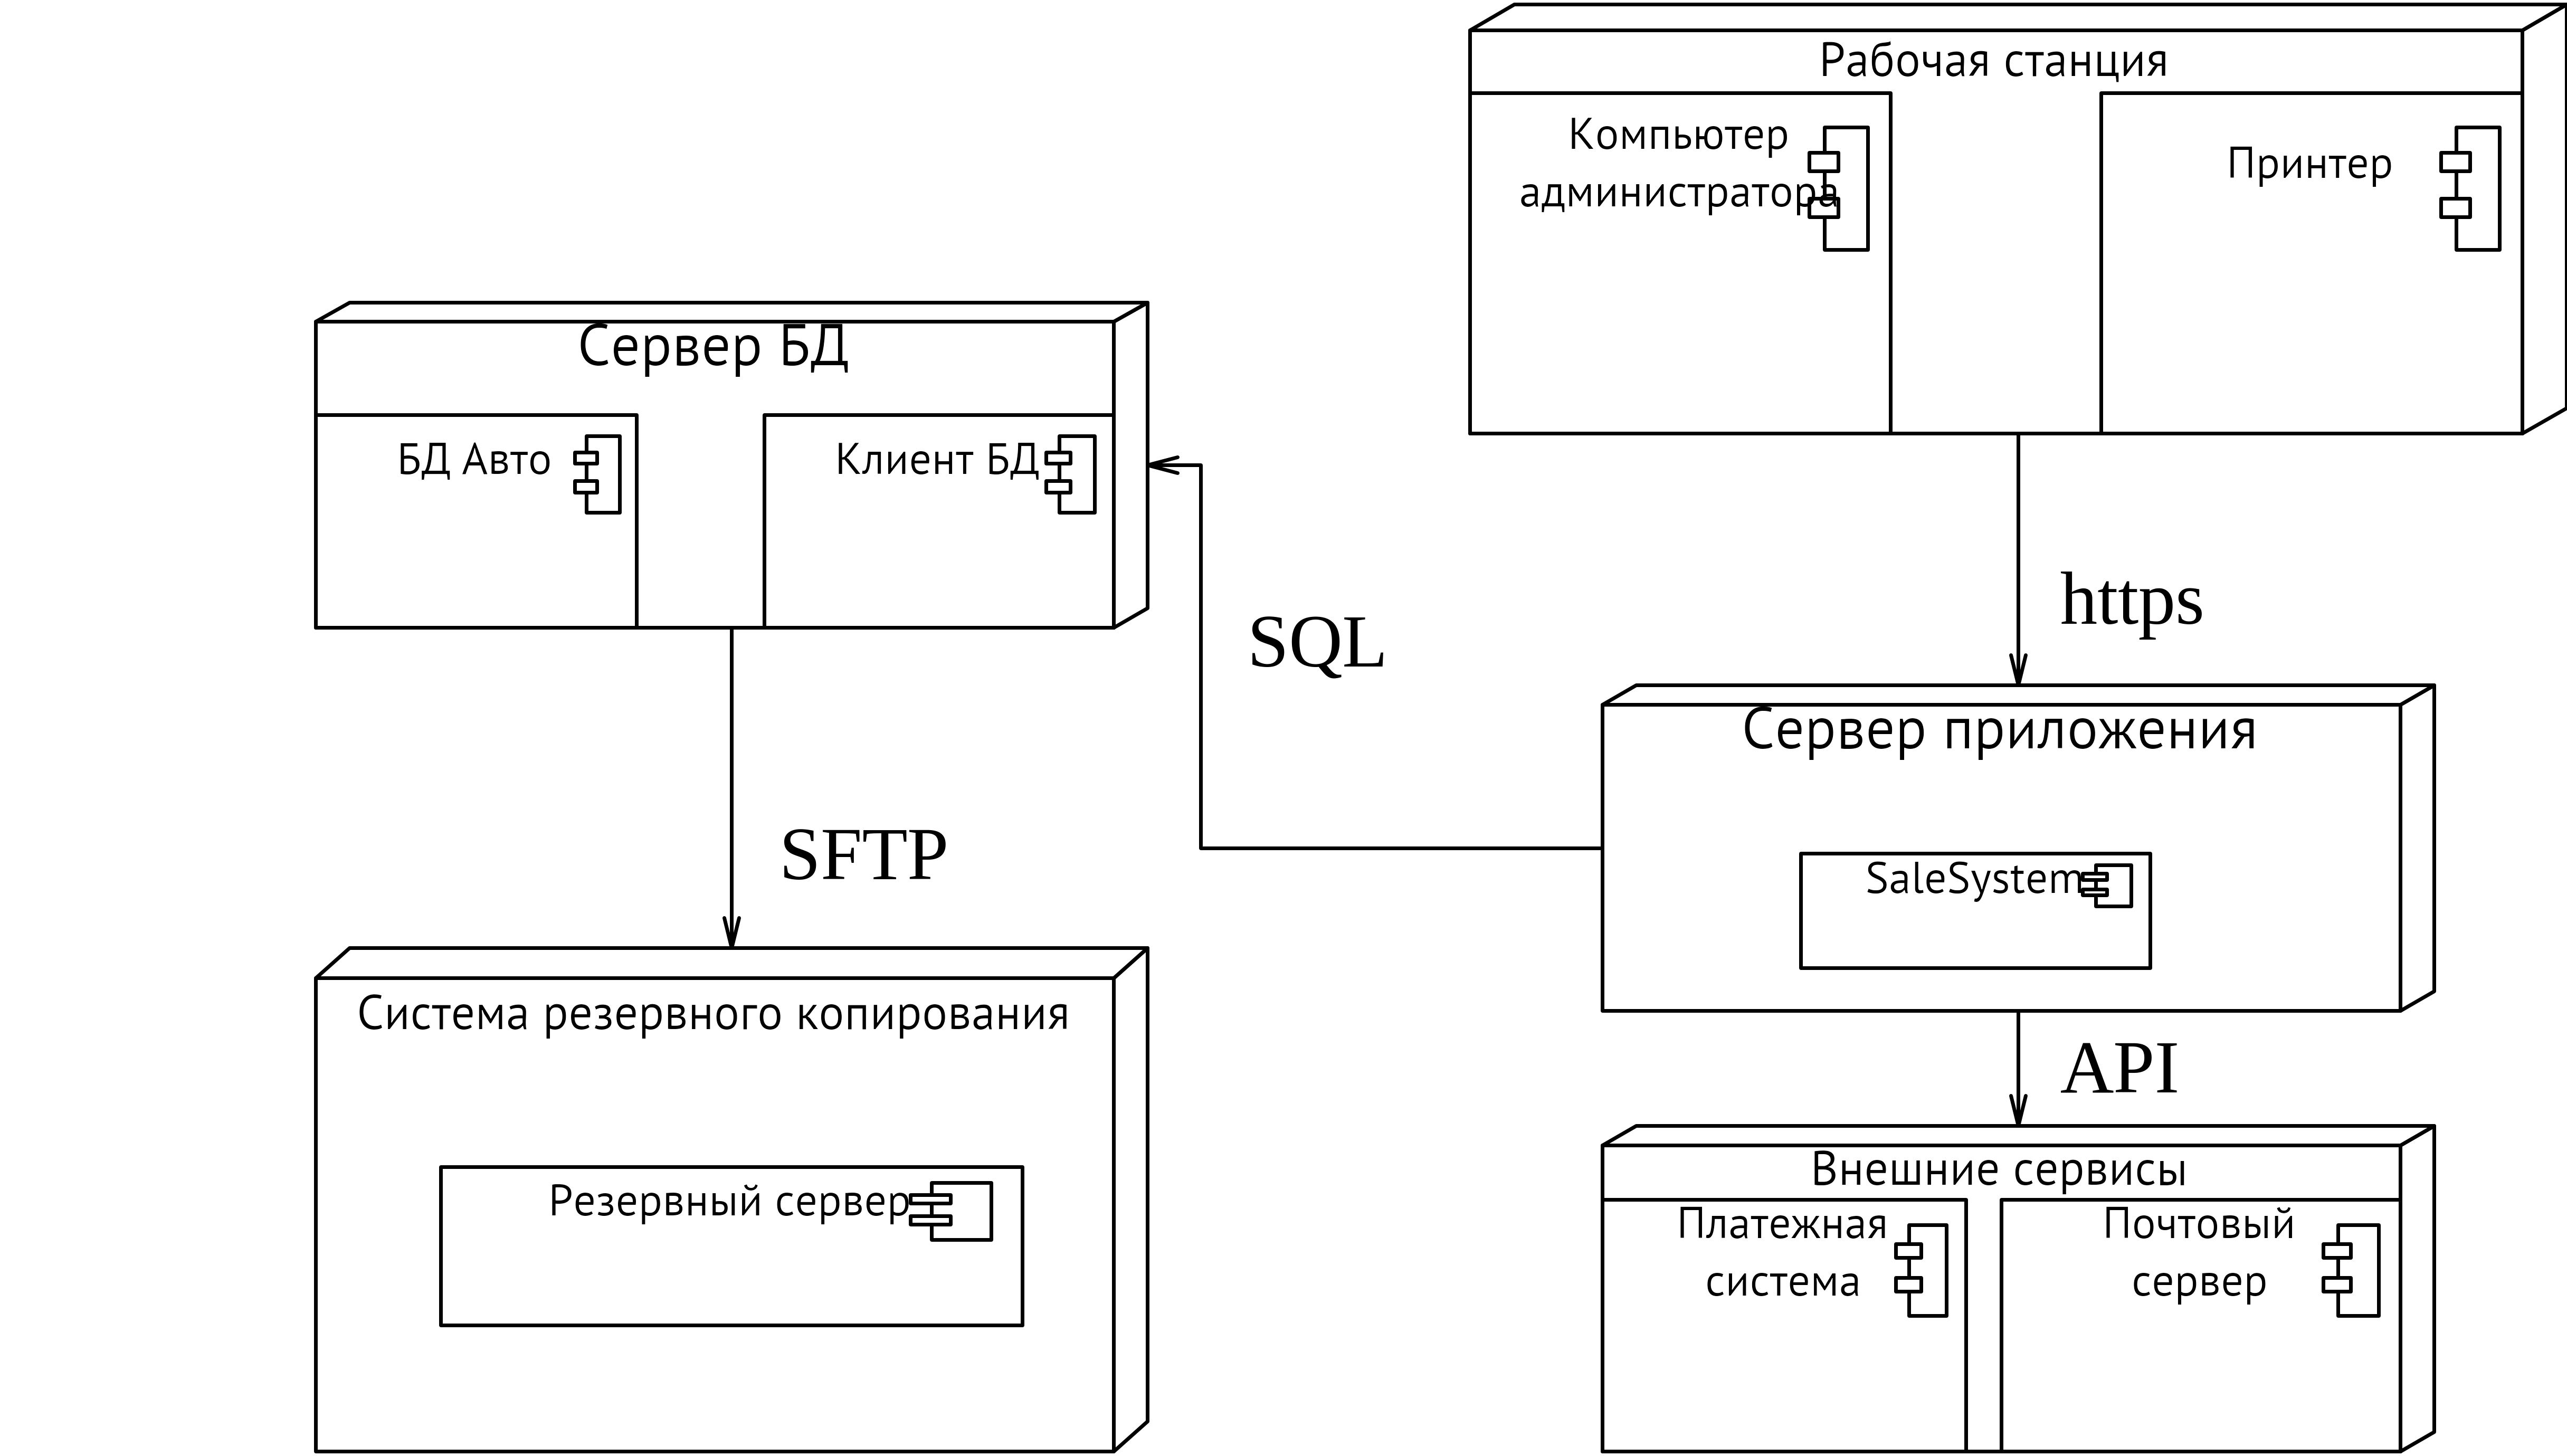 Рабочая станция
Компьютер
администратора
Принтер
Сервер БД
БД Авто
Клиент БД
SQL
https
Сервер приложения
SaleSystem
SFTP
API
Система резервного копирования
Резервный сервер
Внешние сервисы
Платежная
система
Почтовый
сервер